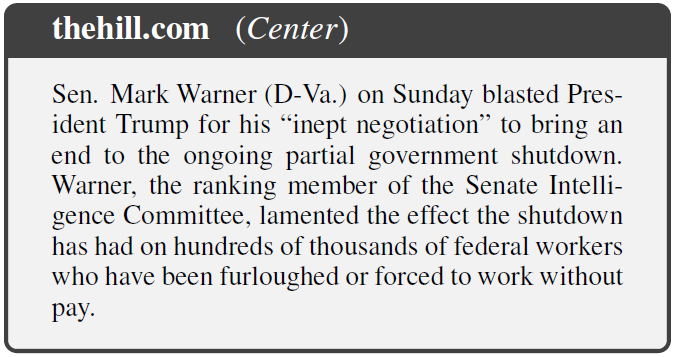 thehill.com (Center)
Sen. Mark Warner (D-Va.) on Sunday blasted Pres-
ident Trump for his “inept negotiation” to bring an
end to the ongoing partial government shutdown.
Warner, the ranking member of the Senate Intelli-
gence Committee, lamented the effect the shutdown
has had on hundreds of thousands of federal workers
who have been furloughed or forced to work without
pay.